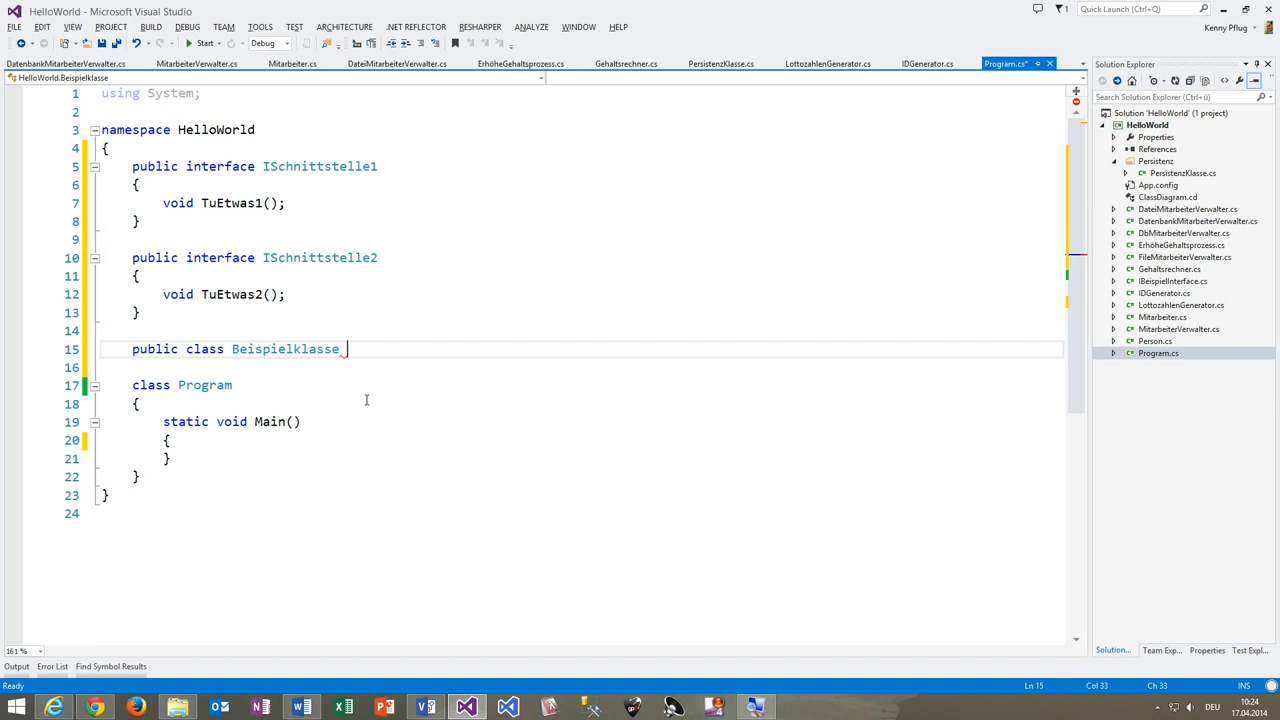 HelloWorld - Microsoft Visual Studio
1
Quick Launch (Ctrl+Q)
FILE EDIT VIEW PROJECT BUILD DEBUG TEAM TOOLS TEST ARCHITECTURE .NET REFLECTOR RESHARPER ANALYZE WINDOW HELP
Kenny Pflug
Start Debug
DatenbankMitarbeiterVerwalter.cs MitarbeiterVerwalter.cs Mitarbeiter.cs DateiMitarbeiterVerwalter.cs ErhöheGehaltsprozess.cs Gehaltsrechner.cs PersistenzKlasse.cs LottozahlenGenerator.cs IDGenerator.cs Program.cs*
HelloWorld.Beispielklasse
1 using System;
2
3 namespace HelloWorld
4 {
5 public interface ISchnittstelle1
6 {
7 void TuEtwas1();
8 }
9
10 public interface ISchnittstelle2
11 {
12 void TuEtwas2();
13 }
14
15 public class Beispielklasse
16
17 class Program
18 {
19 static void Main()
20 {
21 }
22 }
23 }
24
161 %
Output Error List Find Symbol Results
Solution Explorer
Search Solution Explorer (Ctrl+ü)
Solution 'HelloWorld' (1 project)
HelloWorld
Properties
References
Persistenz
PersistenzKlasse.cs
App.config
ClassDiagram.cd
DateiMitarbeiterVerwalter.cs
DatenbankMitarbeiterVerwalter.cs
DbMitarbeiterVerwalter.cs
ErhöheGehaltsprozess.cs
FileMitarbeiterVerwalter.cs
Gehaltsrechner.cs
IBeispielInterface.cs
IDGenerator.cs
LottozahlenGenerator.cs
Mitarbeiter.cs
MitarbeiterVerwalter.cs
Person.cs
Program.cs
Solution... Team Exp... Properties Test Expl...
Ready Ln 15 Col 33 Ch 33 INS
DEU
10:24
17.04.2014